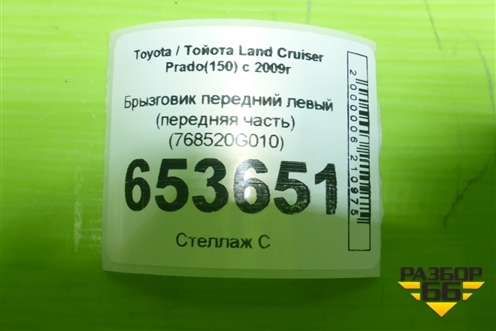 Toyota / Тойота Land Cruiser
Prado(150) с 2009г
Брызговик передний левый
(передняя часть)
(768520G010)
653651
Стеллаж С
2000006210975
РАЗБОР
66